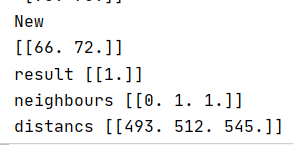 New
[[66. 72.]]
result [[1.]]
neighbours [[0. 1. 1.]]
distancs [[493. 512. 545.]]